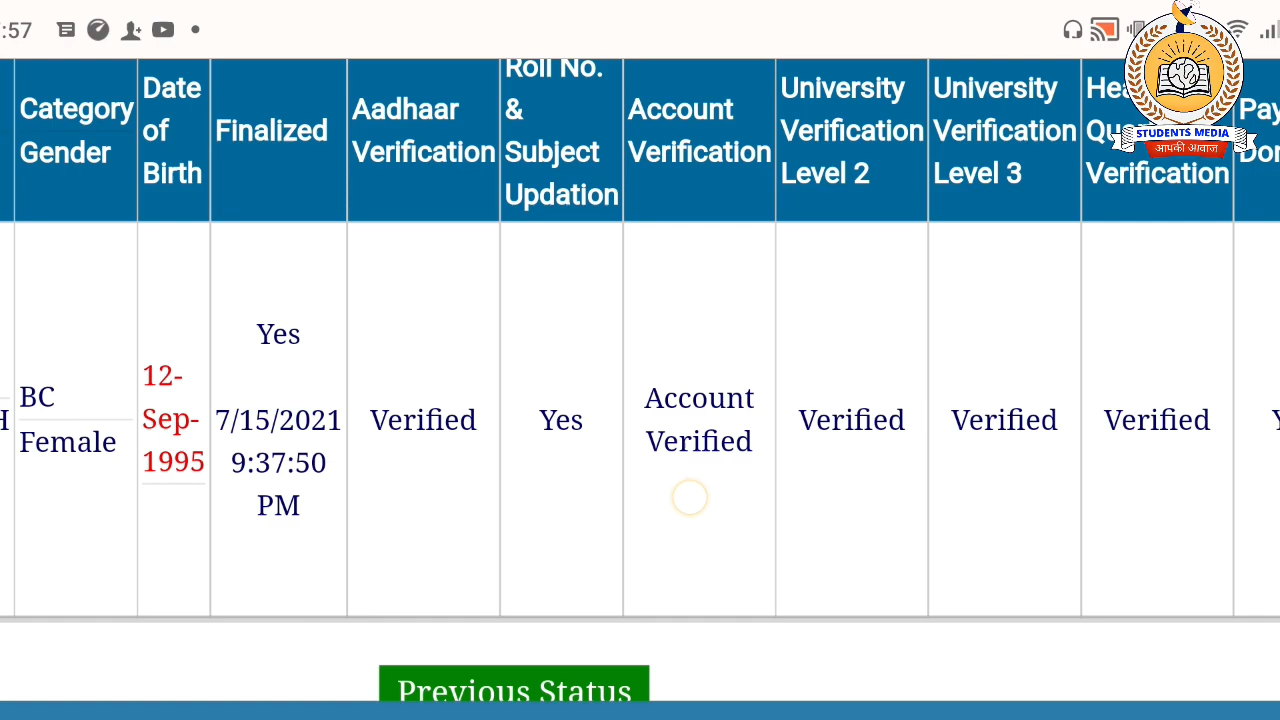 :57
Category
Gender
Date
of
Birth
Finalized
Aadhaar
Verification
Roll No.
&
Subject
Updation
Account
Verification
University
Verification
Level 2
University
Verification
Level 3
Verification
STUDENTS MEDIA
आपकी आवाज
H
BC
Female
12-
Sep-
1995
Yes
7/15/2021
9:37:50
PM
Verified
Yes
Account
Verified
Verified
Verified
Verified
Previous Status